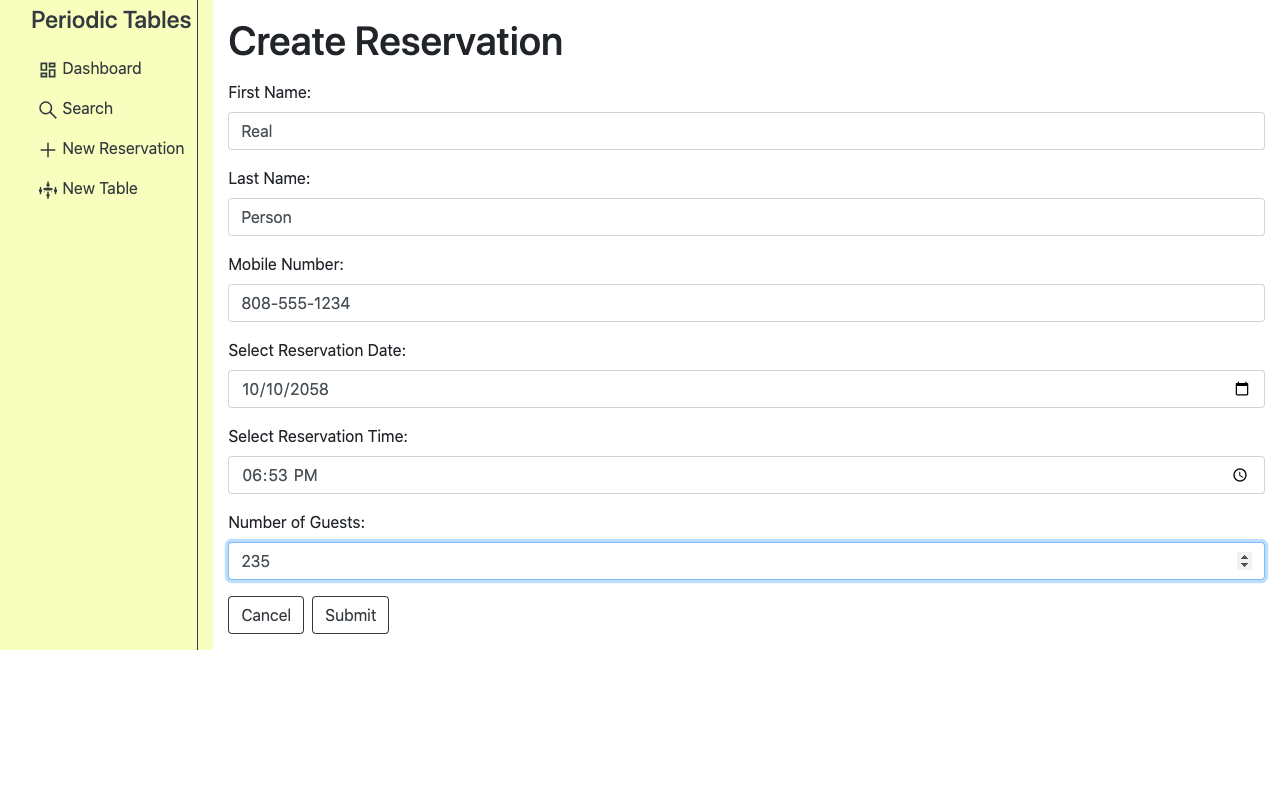 Periodic Tables
Dashboard
Search
New Reservation
New Table
Create Reservation
First Name:
Real
Last Name:
Person
Mobile Number:
808-555-1234
Select Reservation Date:
10/10/2058
Select Reservation Time:
06:53 PM
Number of Guests:
235
Cancel Submit